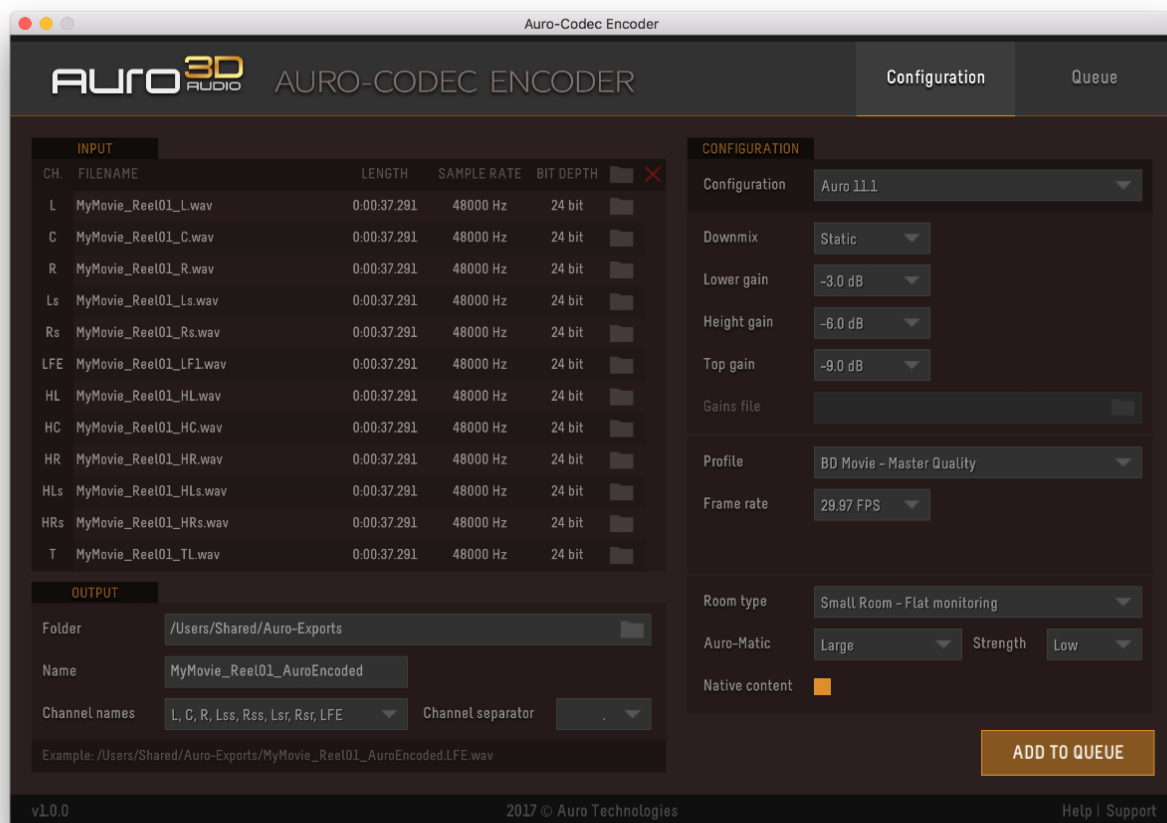 Auro-Codec Encoder
AURO 3D AUDIO AURO-CODEC ENCODER Configuration Queue
INPUT
CH. FILENAME LENGTH SAMPLE RATE BIT DEPTH
L MyMovie_Reel01_L.wav 0:00:37.291 48000 Hz 24 bit
C MyMovie_Reel01_C.wav 0:00:37.291 48000 Hz 24 bit
R MyMovie_Reel01_R.wav 0:00:37.291 48000 Hz 24 bit
Ls MyMovie_Reel01_Ls.wav 0:00:37.291 48000 Hz 24 bit
Rs MyMovie_Reel01_Rs.wav 0:00:37.291 48000 Hz 24 bit
LFE MyMovie_Reel01_LF1.wav 0:00:37.291 48000 Hz 24 bit
HL MyMovie_Reel01_HL.wav 0:00:37.291 48000 Hz 24 bit
HC MyMovie_Reel01_HC.wav 0:00:37.291 48000 Hz 24 bit
HR MyMovie_Reel01_HR.wav 0:00:37.291 48000 Hz 24 bit
HLs MyMovie_Reel01_HLs.wav 0:00:37.291 48000 Hz 24 bit
HRs MyMovie_Reel01_HRs.wav 0:00:37.291 48000 Hz 24 bit
T MyMovie_Reel01_TL.wav 0:00:37.291 48000 Hz 24 bit
OUTPUT
Folder /Users/Shared/Auro-Exports
Name MyMovie_Reel01_AuroEncoded
Channel names L, C, R, Lss, Rss, Lsr, Rsr, LFE Channel separator .
Example: /Users/Shared/Auro-Exports/MyMovie_Reel01_AuroEncoded.LFE.wav
CONFIGURATION
Configuration Auro 11.1
Downmix Static
Lower gain -3.0 dB
Height gain -6.0 dB
Top gain -9.0 dB
Gains file
Profile BD Movie - Master Quality
Frame rate 29.97 FPS
Room type Small Room - Flat monitoring
Auro-Matic Large Strength Low
Native content
ADD TO QUEUE
v1.0.0 2017 © Auro Technologies Help | Support